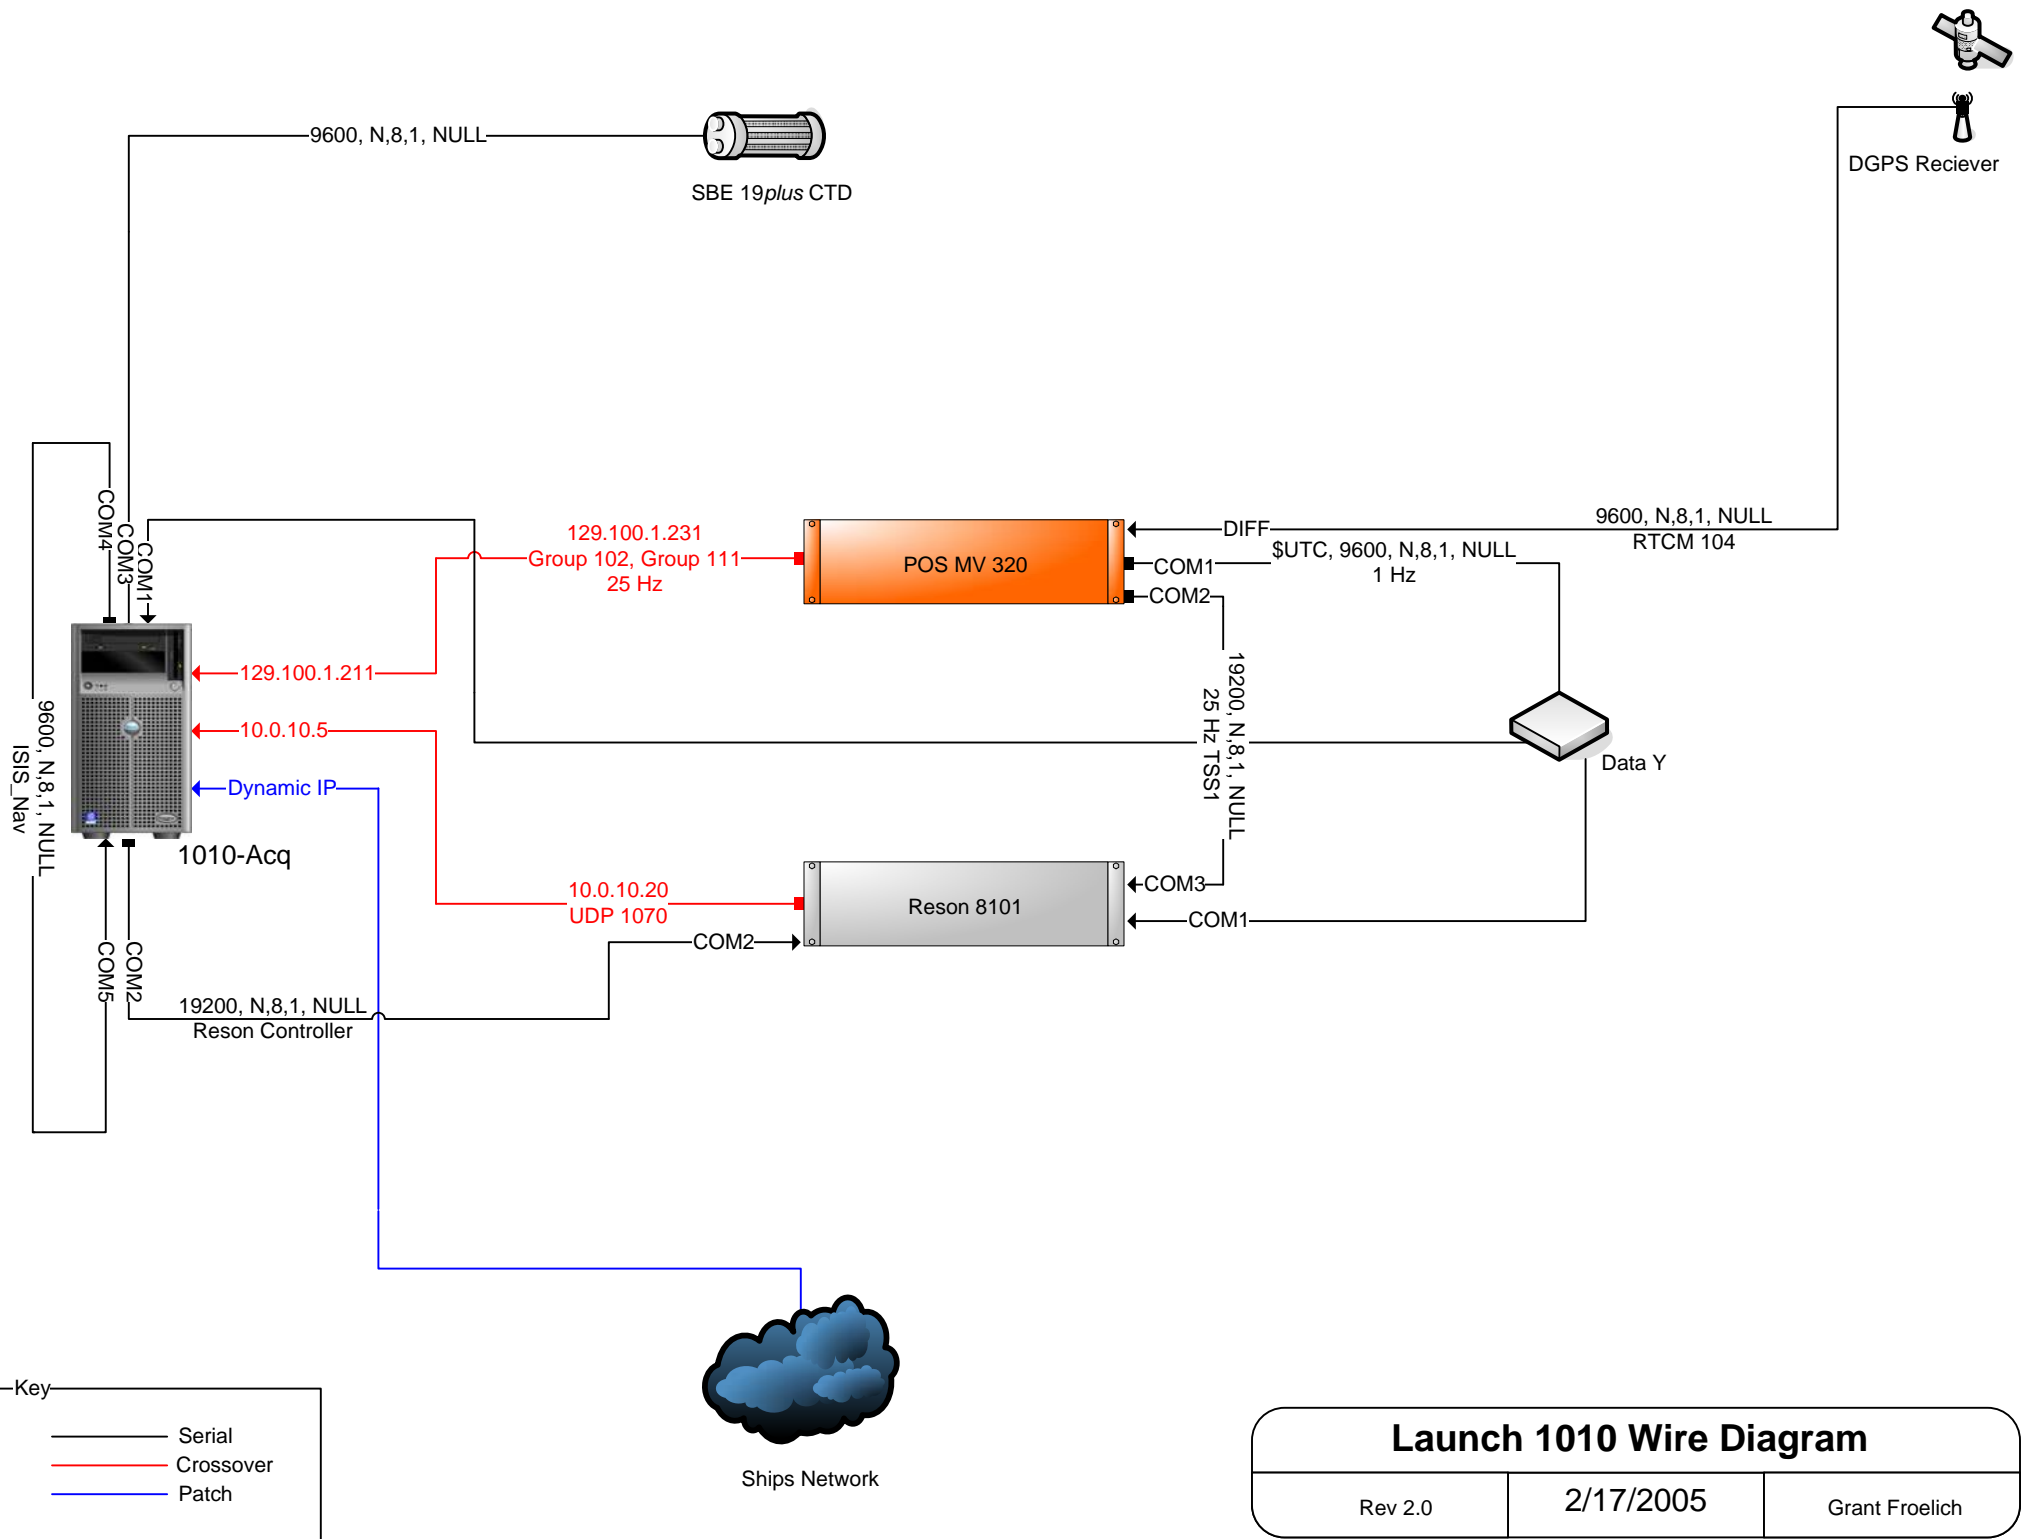 9600, N,8,1, NULL
SBE 19plus CTD
DGPS Reciever
COM4
COM3
COM1
129.100.1.231
Group 102, Group 111
25 Hz
POS MV 320
DIFF
9600, N,8,1, NULL
RTCM 104
COM1
$UTC, 9600, N,8,1, NULL
1 Hz
COM2
129.100.1.211
10.0.10.5
Dynamic IP
9600, N,8,1, NULL
ISIS_Nav
19200, N,8,1, NULL
25 Hz TSS1
Data Y
1010-Acq
10.0.10.20
UDP 1070
Reson 8101
COM3
COM1
COM2
COM5
COM2
19200, N,8,1, NULL
Reson Controller
Ships Network
Key
Serial
Crossover
Patch
Launch 1010 Wire Diagram
Rev 2.0
2/17/2005
Grant Froelich